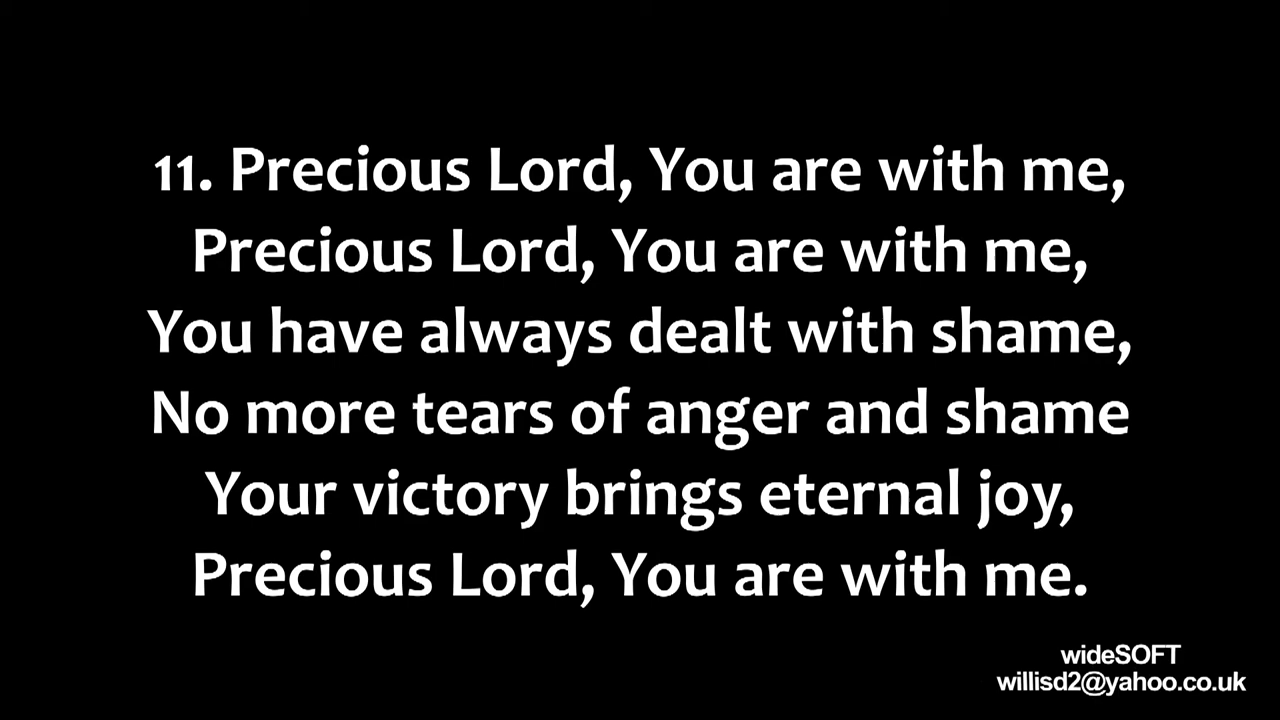 11. Precious Lord, You are with me,
Precious Lord, You are with me,
You have always dealt with shame,
No more tears of anger and shame
Your victory brings eternal joy,
Precious Lord, You are with me.
wideSOFT
willisd2@yahoo.co.uk